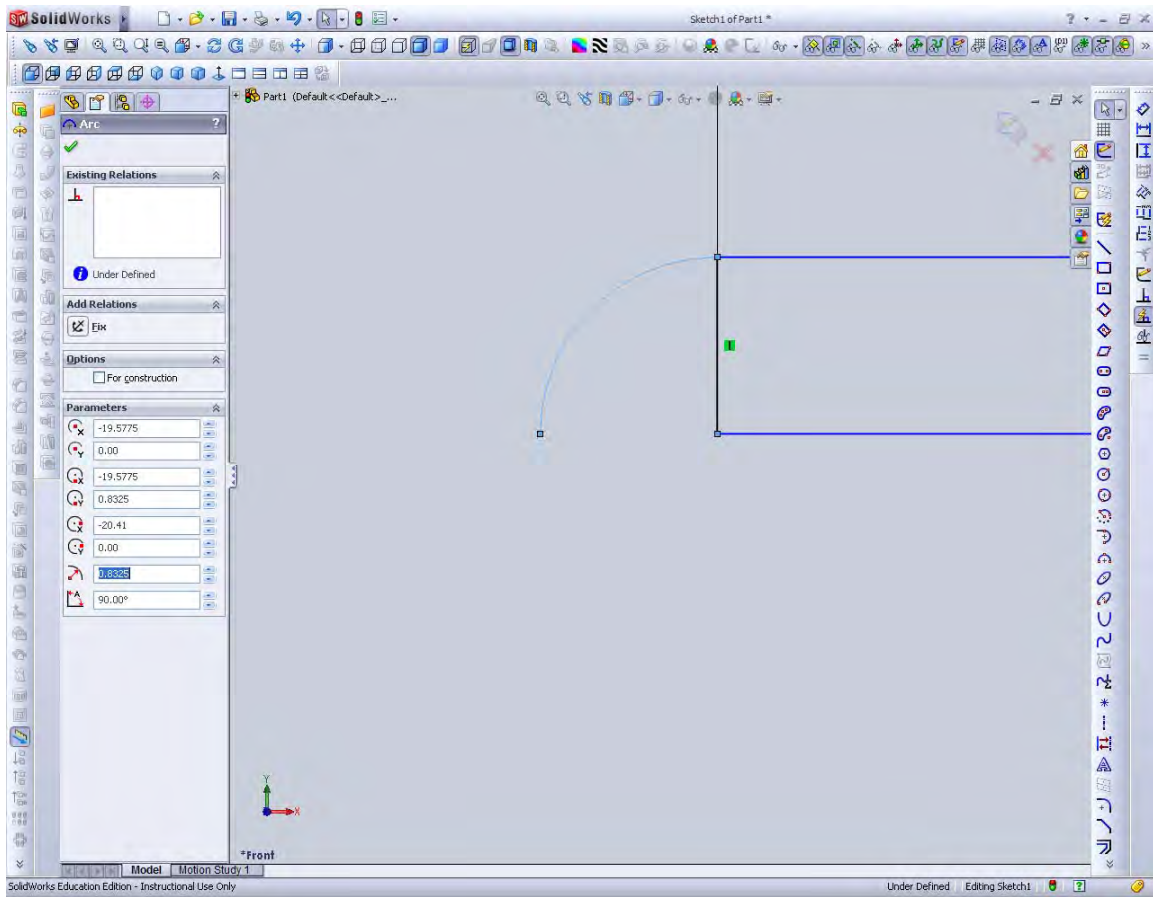 SW SolidWorks
Sketch1 of Part1 *
Part1 (Default<<Default>_...
Arc
?
Existing Relations
Under Defined
Add Relations
Fix
Options
For construction
Parameters
-19.5775
0.00
-19.5775
0.8325
-20.41
0.00
0.8325
90.00°
Y
X
*Front
Model
Motion Study 1
SolidWorks Education Edition - Instructional Use Only
Under Defined
Editing Sketch1